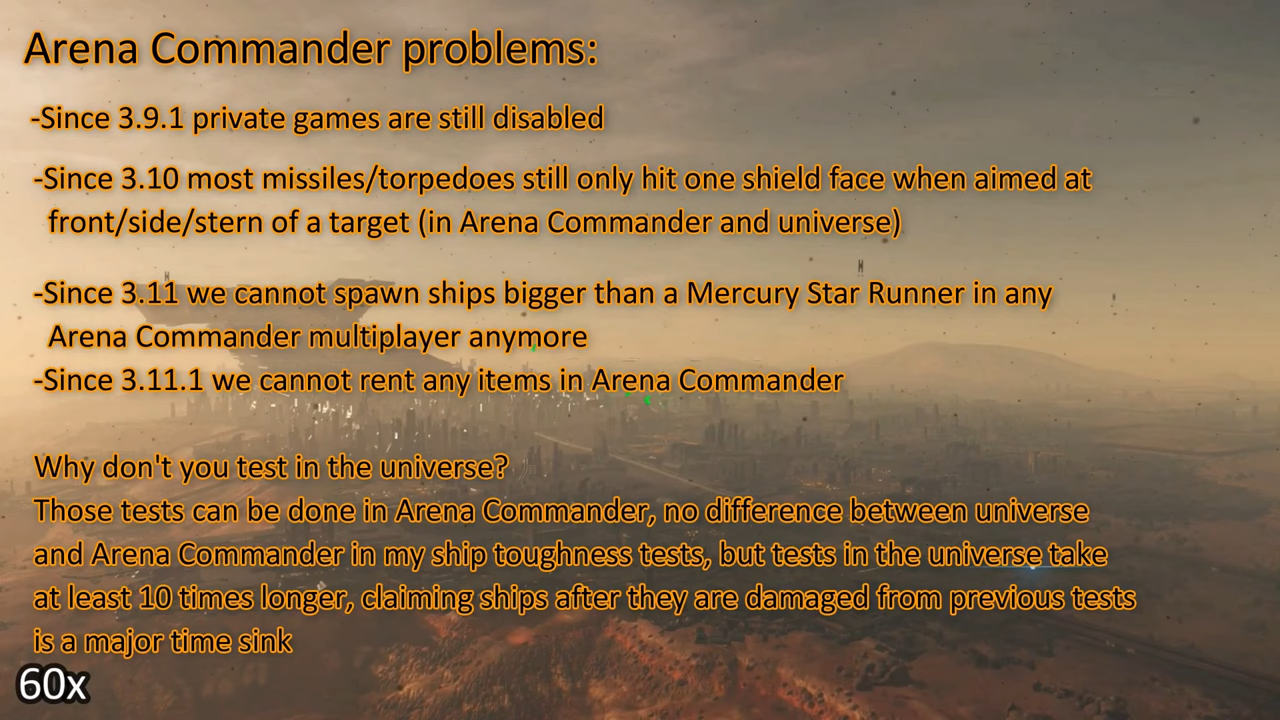 Arena Commander problems:
-Since 3.9.1 private games are still disabled
-Since 3.10 most missiles/torpedoes still only hit one shield face when aimed at
front/side/stern of a target (in Arena Commander and universe)
-Since 3.11 we cannot spawn ships bigger than a Mercury Star Runner in any
Arena Commander multiplayer anymore
-Since 3.11.1 we cannot rent any items in Arena Commander
Why don't you test in the universe?
Those tests can be done in Arena Commander, no difference between universe
and Arena Commander in my ship toughness tests, but tests in the universe take
at least 10 times longer, claiming ships after they are damaged from previous tests
is a major time sink
60x